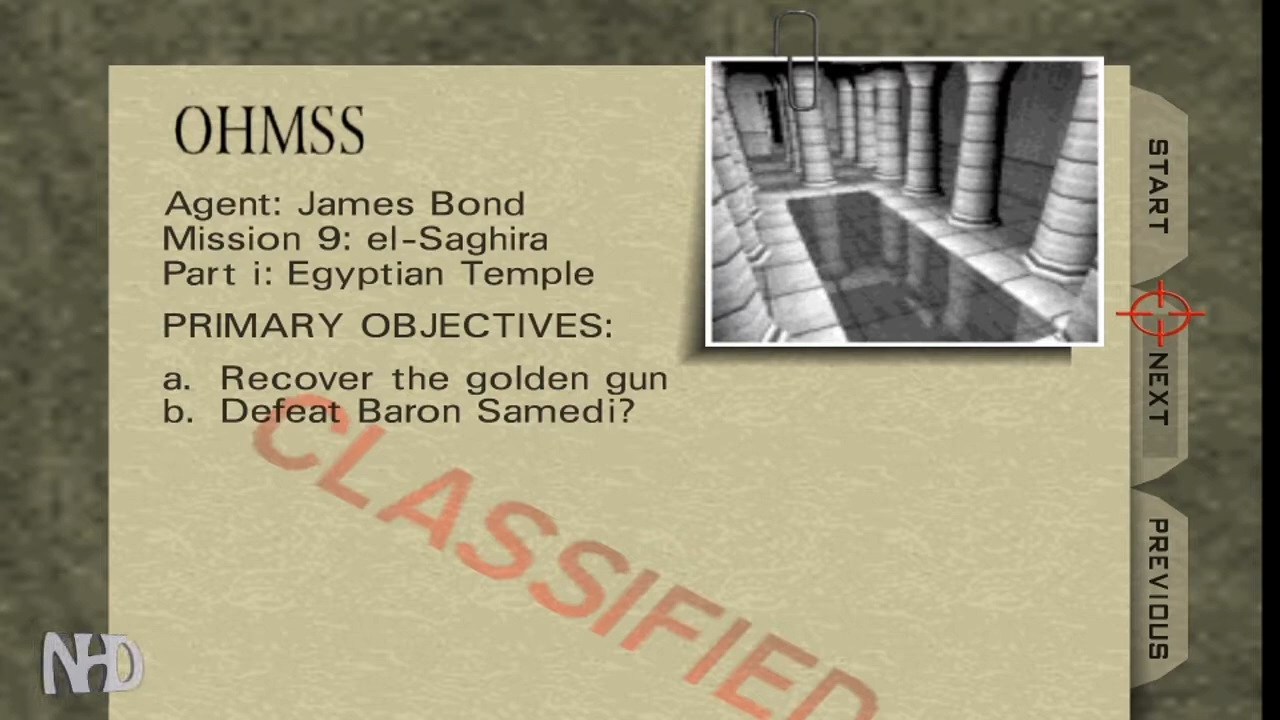 OHMSS
Agent: James Bond
Mission 9: el-Saghira
Part i: Egyptian Temple
PRIMARY OBJECTIVES:
a. Recover the golden gun
b. Defeat Baron Samedi?
CLASSIFIED
START
NEXT
PREVIOUS
NHD